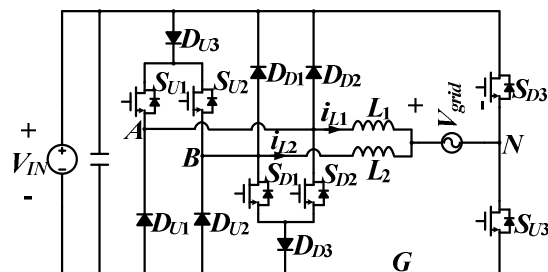 D_U3
S_U1
S_U2
D_D1
D_D2
S_D3
i_L1
L_1
+
V_grid
-
A
B
i_L2
L_2
N
+
V_IN
-
S_D1
S_D2
D_U1
D_U2
D_D3
S_U3
G